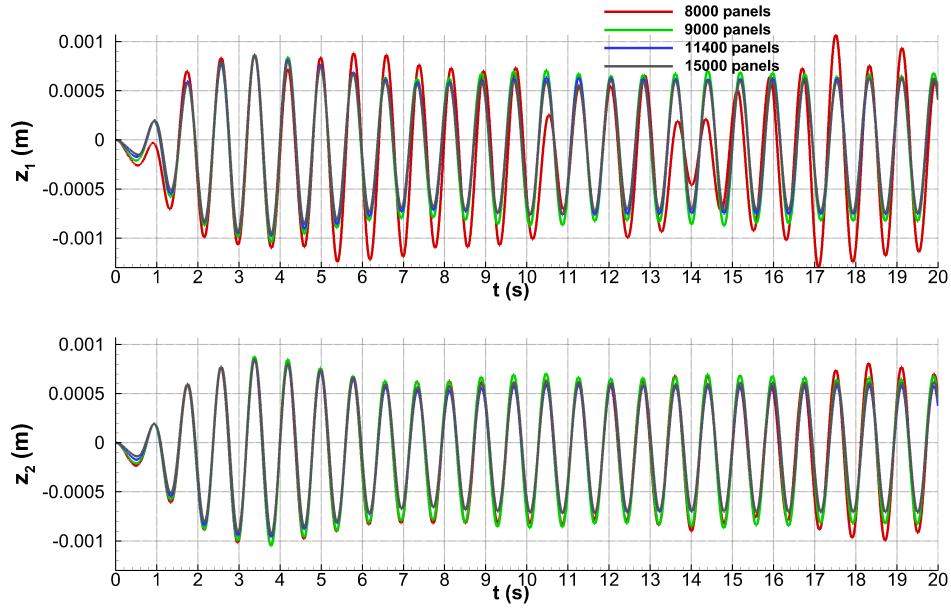 8000 panels
9000 panels
11400 panels
15000 panels
0.001
0.0005
0
-0.0005
-0.001
z1 (m)
0 1 2 3 4 5 6 7 8 9 10 11 12 13 14 15 16 17 18 19 20
t (s)
0.001
0.0005
0
-0.0005
-0.001
z2 (m)
0 1 2 3 4 5 6 7 8 9 10 11 12 13 14 15 16 17 18 19 20
t (s)